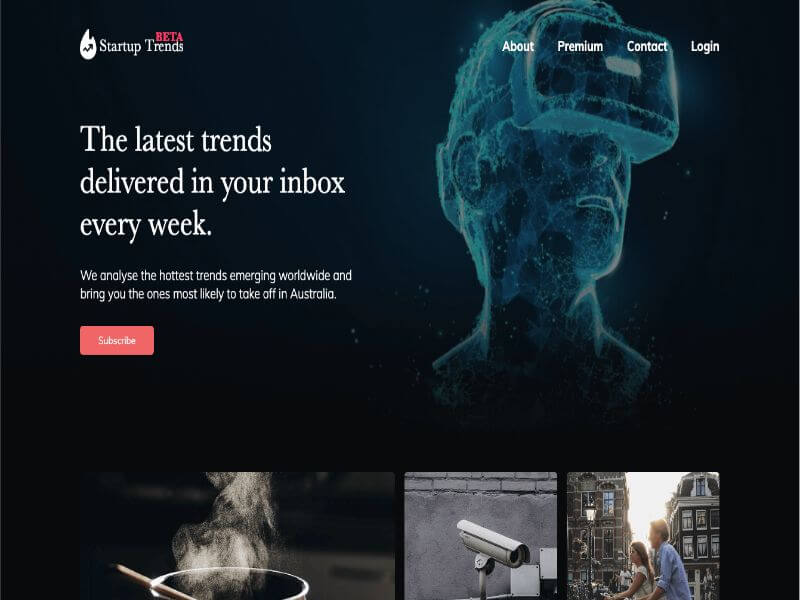 BETA
Startup Trends
About
Premium
Contact
Login
The latest trends
delivered in your inbox
every week.
We analyse the hottest trends emerging worldwide and
bring you the ones most likely to take off in Australia.
Subscribe